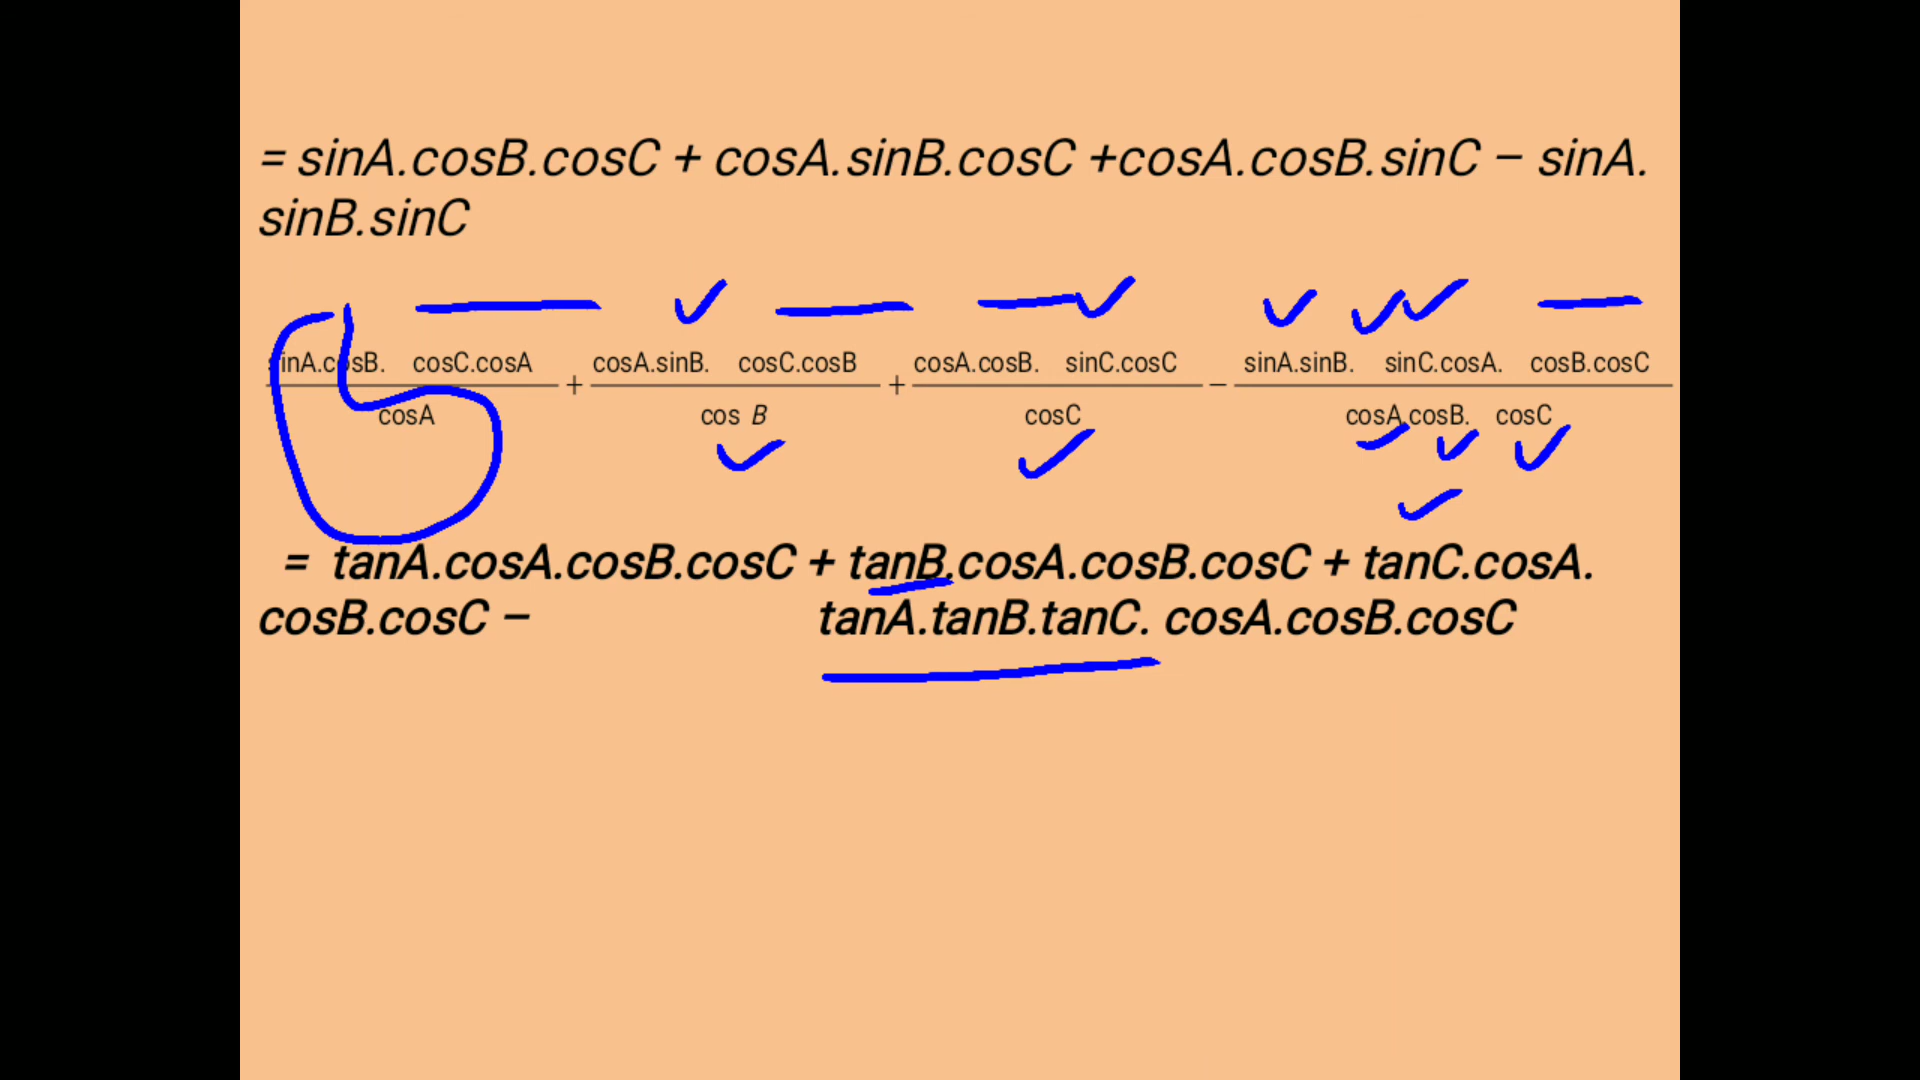 = sinA.cosB.cosC + cosA.sinB.cosC +cosA.cosB.sinC – sinA.
sinB.sinC
sinA.cosB. cosC.cosA / cosA + cosA.sinB. cosC.cosB / cos B + cosA.cosB. sinC.cosC / cosC – sinA.sinB. sinC.cosA. cosB.cosC / cosA.cosB. cosC
= tanA.cosA.cosB.cosC + tanB.cosA.cosB.cosC + tanC.cosA.
cosB.cosC – tanA.tanB.tanC. cosA.cosB.cosC